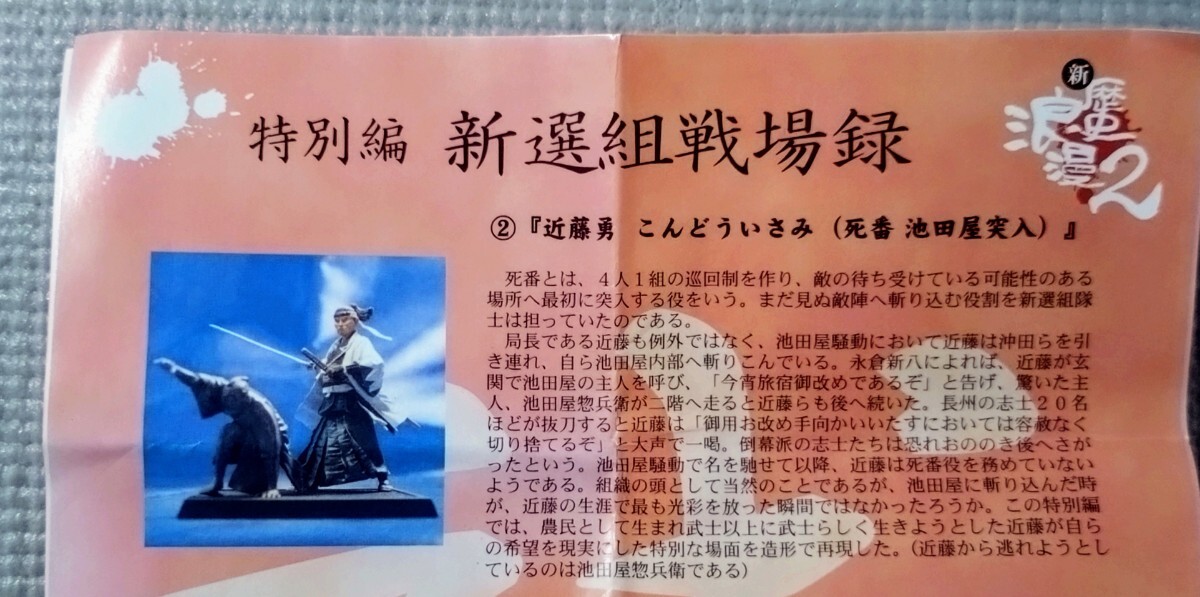 新
歴史
浪漫2
特別編 新選組戦場録
②『近藤勇 こんどういさみ（死番 池田屋突入）』
死番とは、４人１組の巡回制を作り、敵の待ち受けている可能性のある
場所へ最初に突入する役をいう。まだ見ぬ敵陣へ斬り込む役割を新選組隊
士は担っていたのである。
局長である近藤も例外ではなく、池田屋騒動において近藤は沖田らを引
き連れ、自ら池田屋内部へ斬りこんでいる。永倉新八によれば、近藤が玄
関で池田屋の主人を呼び、「今宵旅宿御改めであるぞ」と告げ、驚いた主
人、池田屋惣兵衛が二階へ走ると近藤らも後へ続いた。長州の志士２０名
ほどが抜刀すると近藤は「御用お改め手向かいいたすにおいては容赦なく
切り捨てるぞ」と大声で一喝。倒幕派の志士たちは恐れおののき後へさが
ったという。池田屋騒動で名を馳せて以降、近藤は死番役を務めていない
ようである。組織の頭として当然のことであるが、池田屋に斬り込んだ時
が、近藤の生涯で最も光彩を放った瞬間ではなかったろうか。この特別編
では、農民として生まれ武士以上に武士らしく生きようとした近藤が自ら
の希望を現実にした特別な場面を造形で再現した。（近藤から逃れようとし
ているのは池田屋惣兵衛である）